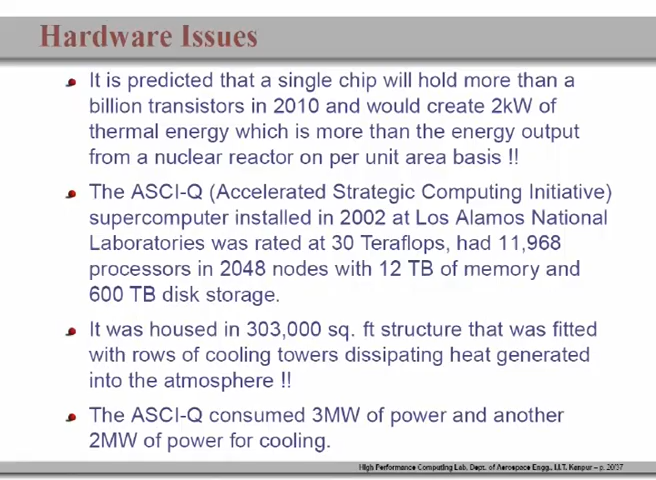 Hardware Issues
It is predicted that a single chip will hold more than a
billion transistors in 2010 and would create 2kW of
thermal energy which is more than the energy output
from a nuclear reactor on per unit area basis !!
The ASCI-Q (Accelerated Strategic Computing Initiative)
supercomputer installed in 2002 at Los Alamos National
Laboratories was rated at 30 Teraflops, had 11,968
processors in 2048 nodes with 12 TB of memory and
600 TB disk storage.
It was housed in 303,000 sq. ft structure that was fitted
with rows of cooling towers dissipating heat generated
into the atmosphere !!
The ASCI-Q consumed 3MW of power and another
2MW of power for cooling.
High Performance Computing Lab, Dept. of Aerospace Engg., I.I.T. Kanpur – p. 20/37